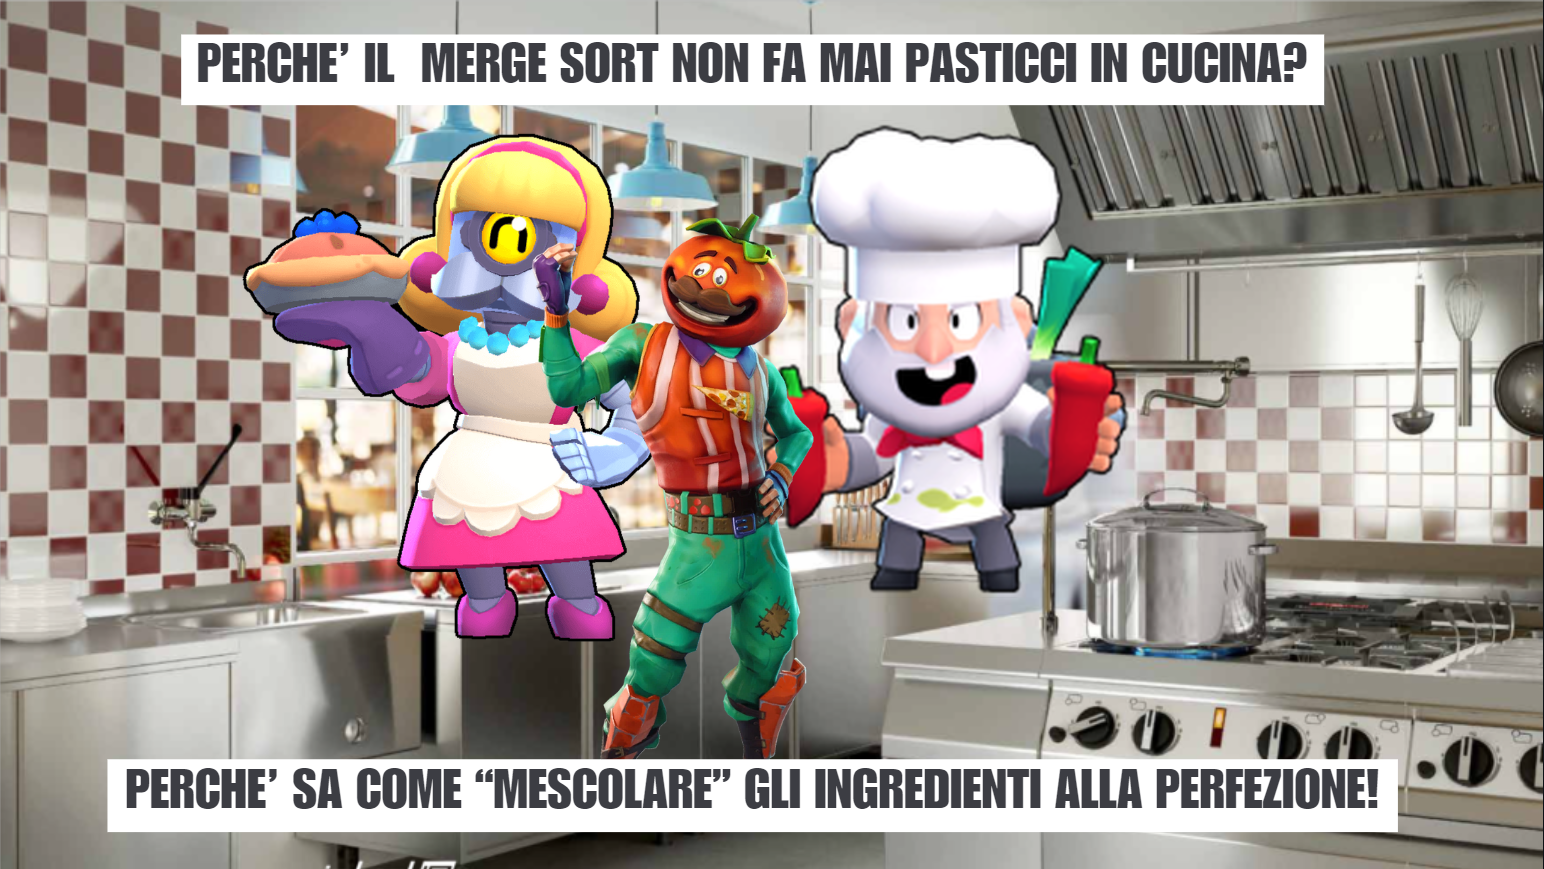 PERCHE’ IL MERGE SORT NON FA MAI PASTICCI IN CUCINA?
PERCHE’ SA COME “MESCOLARE” GLI INGREDIENTI ALLA PERFEZIONE!